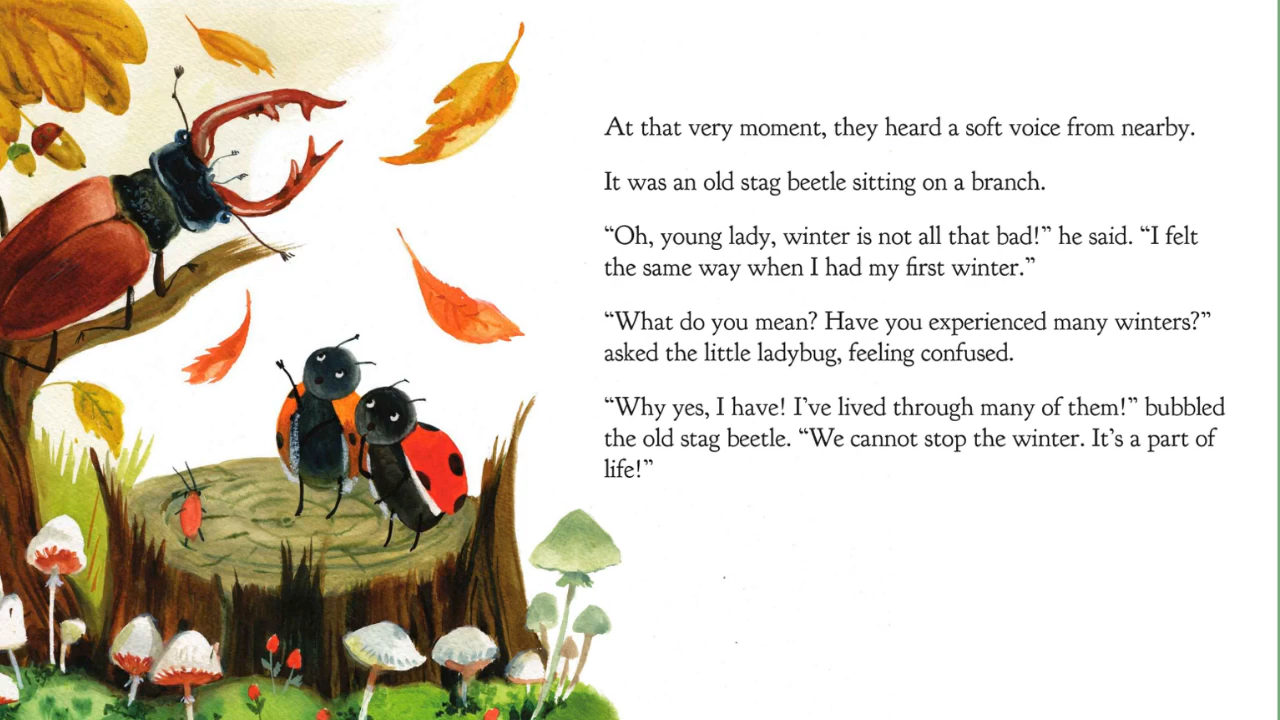 At that very moment, they heard a soft voice from nearby.
It was an old stag beetle sitting on a branch.
“Oh, young lady, winter is not all that bad!” he said. “I felt
the same way when I had my first winter.”
“What do you mean? Have you experienced many winters?”
asked the little ladybug, feeling confused.
“Why yes, I have! I’ve lived through many of them!” bubbled
the old stag beetle. “We cannot stop the winter. It’s a part of
life!”